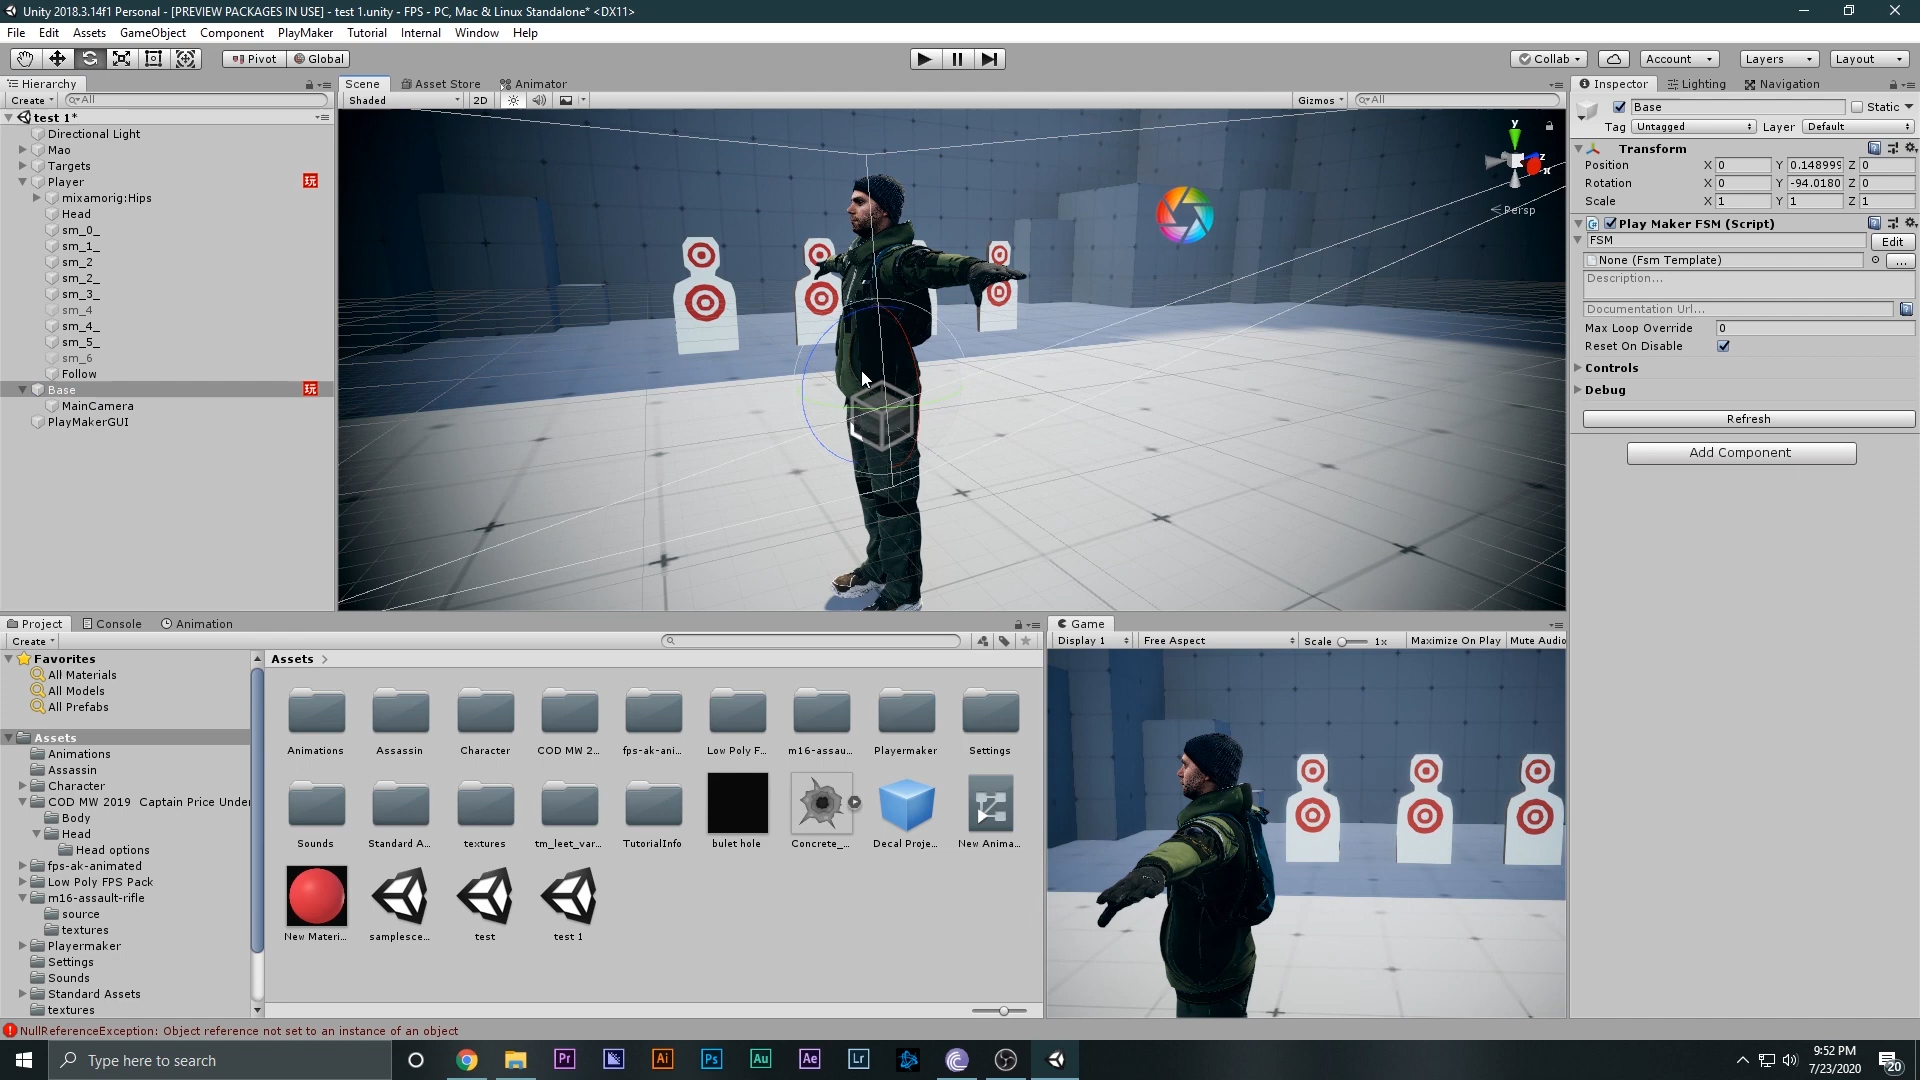 Unity 2018.3.14f1 Personal - [PREVIEW PACKAGES IN USE] - test 1.unity - FPS - PC, Mac & Linux Standalone* <DX11>
File Edit Assets GameObject Component PlayMaker Tutorial Internal Window Help
Pivot Global Collab Account Layers Layout
Hierarchy
Create All
test 1*
Directional Light
Mao
Targets
Player 玩
mixamorig:Hips
Head
sm_0_
sm_1_
sm_2
sm_2_
sm_3_
sm_4
sm_4_
sm_5_
sm_6
Follow
Base 玩
MainCamera
PlayMakerGUI
Scene Asset Store Animator
Shaded 2D Gizmos All
y
z
x
Persp
Inspector Lighting Navigation
Base Static
Tag Untagged Layer Default
Transform
Position X 0 Y 0.148999 Z 0
Rotation X 0 Y -94.0180 Z 0
Scale X 1 Y 1 Z 1
Play Maker FSM (Script)
FSM Edit
None (Fsm Template) ...
Description...
Documentation Url...
Max Loop Override 0
Reset On Disable
Controls
Debug
Refresh
Add Component
Project Console Animation
Create
Favorites
All Materials
All Models
All Prefabs
Assets
Animations
Assassin
Character
COD MW 2019 Captain Price Under
Body
Head
Head options
fps-ak-animated
Low Poly FPS Pack
m16-assault-rifle
source
textures
Playermaker
Settings
Sounds
Standard Assets
textures
Assets
Animations Assassin Character COD MW 2... fps-ak-ani... Low Poly F... m16-assau... Playermaker Settings
Sounds Standard A... textures tm_leet_var... TutorialInfo bulet hole Concrete_... Decal Proje... New Anima...
New Materi... samplesce... test test 1
Game
Display 1 Free Aspect Scale 1x Maximize On Play Mute Audio
NullReferenceException: Object reference not set to an instance of an object
Type here to search
Pr Ai Ps Au Ae Lr
9:52 PM
7/23/2020
20